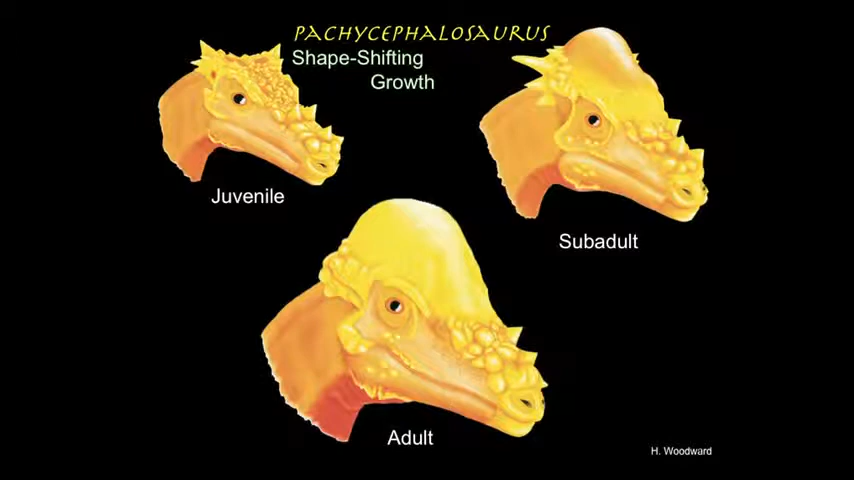 PACHYCEPHALOSAURUS
Shape-Shifting
Growth
Juvenile
Subadult
Adult
H. Woodward